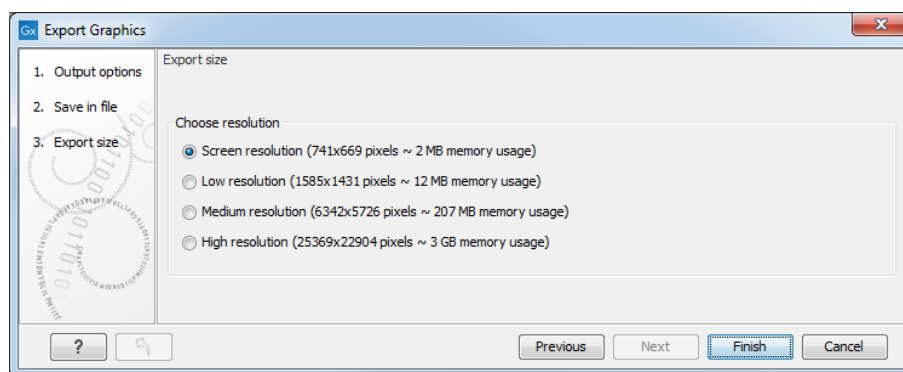 Gx Export Graphics
Export size
1. Output options
2. Save in file
3. Export size
Choose resolution
Screen resolution (741x669 pixels ~ 2 MB memory usage)
Low resolution (1585x1431 pixels ~ 12 MB memory usage)
Medium resolution (6342x5726 pixels ~ 207 MB memory usage)
High resolution (25369x22904 pixels ~ 3 GB memory usage)
? Previous Next Finish Cancel